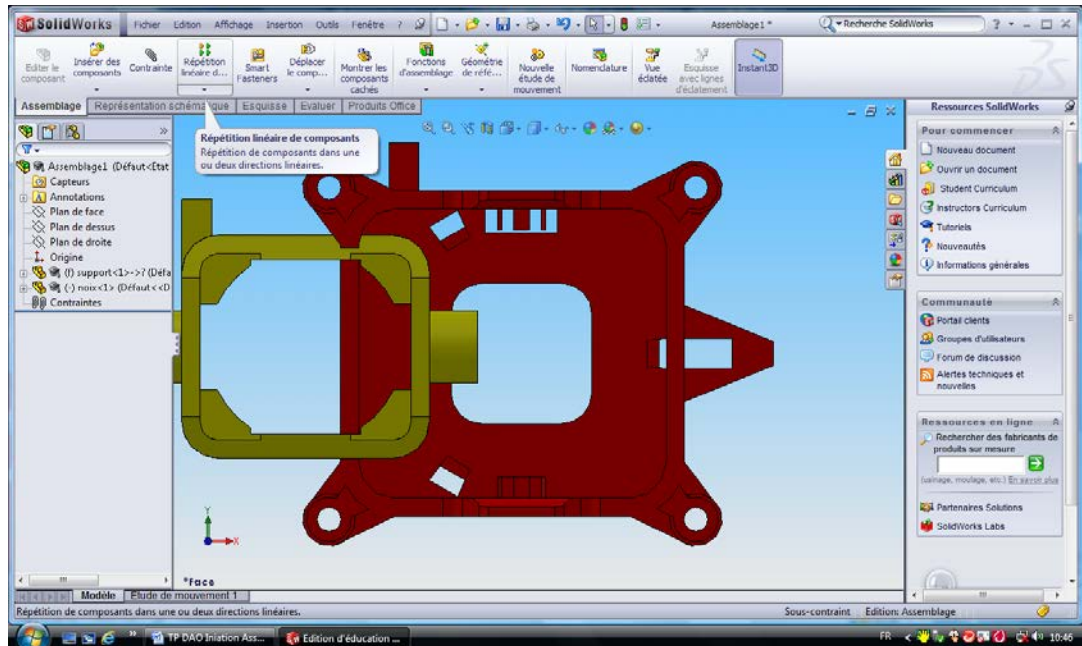 SolidWorks Fichier Edition Affichage Insertion Outils Fenêtre ? Assemblage1 * Recherche SolidWorks ?
Editer le composant
Insérer des composants
Contrainte
Répétition linéaire d...
Smart Fasteners
Déplacer le comp...
Montrer les composants cachés
Fonctions d'assemblage
Géométrie de réfé...
Nouvelle étude de mouvement
Nomenclature
Vue éclatée
Esquisse avec lignes d'éclatement
Instant3D
Assemblage Représentation schématique Esquisse Evaluer Produits Office
Répétition linéaire de composants
Répétition de composants dans une
ou deux directions linéaires.
Assemblage1 (Défaut<Etat
Capteurs
Annotations
Plan de face
Plan de dessus
Plan de droite
Origine
(f) support<1>->? (Défa
(-) noix<1> (Défaut<<D
Contraintes
Y
X
*Face
Ressources SolidWorks
Pour commencer
Nouveau document
Ouvrir un document
Student Curriculum
Instructors Curriculum
Tutoriels
Nouveautés
Informations générales
Communauté
Portail clients
Groupes d'utilisateurs
Forum de discussion
Alertes techniques et
nouvelles
Ressources en ligne
Rechercher des fabricants de
produits sur mesure
(usinage, moulage, etc.) En savoir plus
Partenaires Solutions
SolidWorks Labs
Modèle Etude de mouvement 1
Répétition de composants dans une ou deux directions linéaires. Sous-contraint Edition: Assemblage
TP DAO Iniation Ass... Edition d'éducation ... FR 10:46